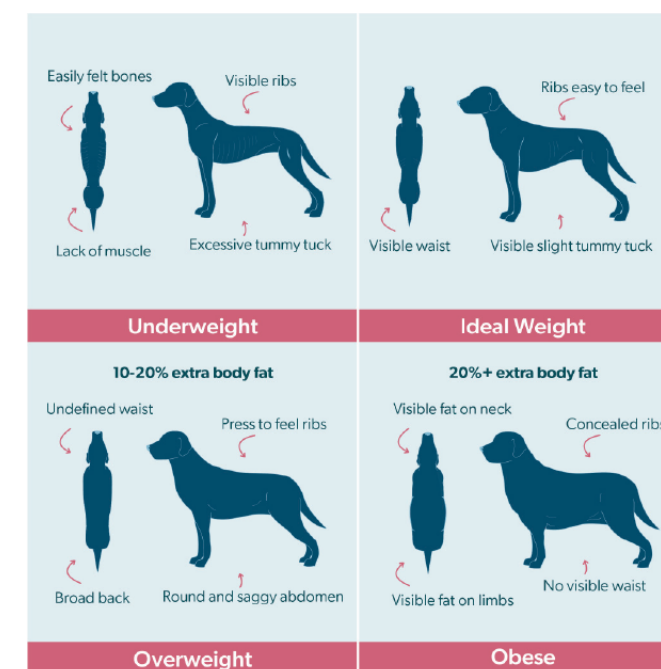 Easily felt bones
Visible ribs
Lack of muscle
Excessive tummy tuck
Underweight
Ribs easy to feel
Visible waist
Visible slight tummy tuck
Ideal Weight
10-20% extra body fat
Undefined waist
Press to feel ribs
Broad back
Round and saggy abdomen
Overweight
20%+ extra body fat
Visible fat on neck
Concealed ribs
Visible fat on limbs
No visible waist
Obese